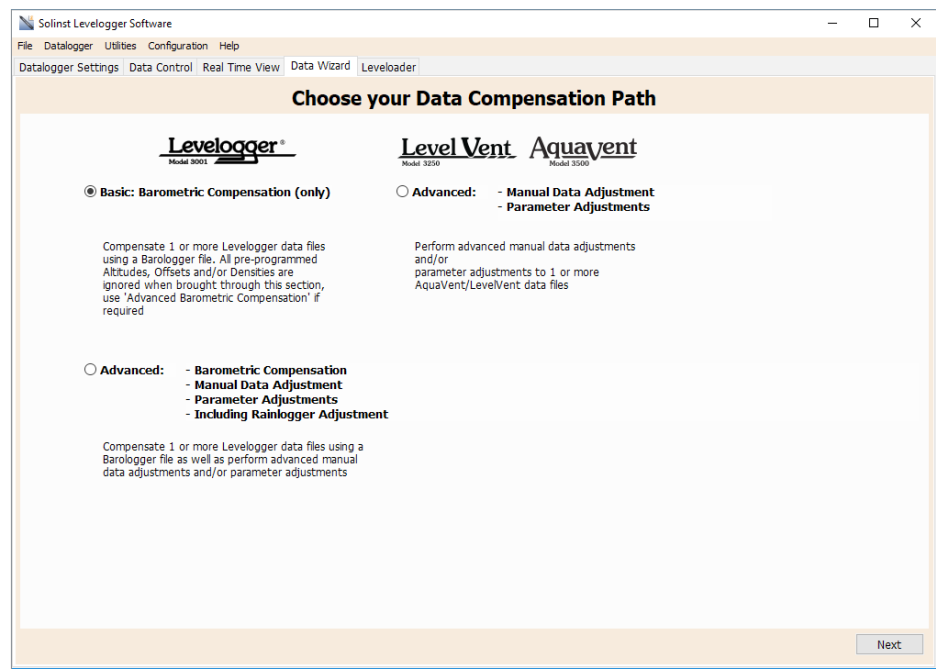 Solinst Levelogger Software
File Datalogger Utilities Configuration Help
Datalogger Settings Data Control Real Time View Data Wizard Leveloader
Choose your Data Compensation Path
Levelogger®
Model 3001
Level Vent
Model 3250
Aquavent
Model 3500
Basic: Barometric Compensation (only)
Compensate 1 or more Levelogger data files
using a Barologger file. All pre-programmed
Altitudes, Offsets and/or Densities are
ignored when brought through this section,
use 'Advanced Barometric Compensation' if
required
Advanced: - Manual Data Adjustment
- Parameter Adjustments
Perform advanced manual data adjustments
and/or
parameter adjustments to 1 or more
AquaVent/LevelVent data files
Advanced: - Barometric Compensation
- Manual Data Adjustment
- Parameter Adjustments
- Including Rainlogger Adjustment
Compensate 1 or more Levelogger data files using a
Barologger file as well as perform advanced manual
data adjustments and/or parameter adjustments
Next